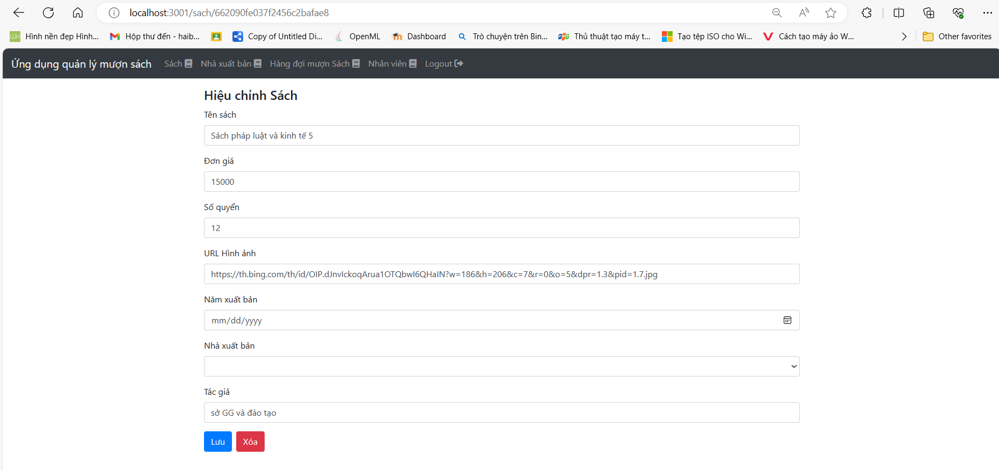 localhost:3001/sach/662090fe037f2456c2bafae8
Hình nền đẹp Hình... Hộp thư đến - haib... Copy of Untitled Di... OpenML Dashboard Trò chuyện trên Bin... Thủ thuật tạo máy t... Tạo tệp ISO cho Wi... Cách tạo máy ảo W... Other favorites
Ứng dụng quản lý mượn sách Sách Nhà xuất bản Hàng đợi mượn Sách Nhân viên Logout
Hiệu chỉnh Sách
Tên sách
Sách pháp luật và kinh tế 5
Đơn giá
15000
Số quyển
12
URL Hình ảnh
https://th.bing.com/th/id/OIP.dJnvIckoqArua1OTQbwI6QHaIN?w=186&h=206&c=7&r=0&o=5&dpr=1.3&pid=1.7.jpg
Năm xuất bản
mm/dd/yyyy
Nhà xuất bản
Tác giả
sở GG và đào tạo
Lưu Xóa